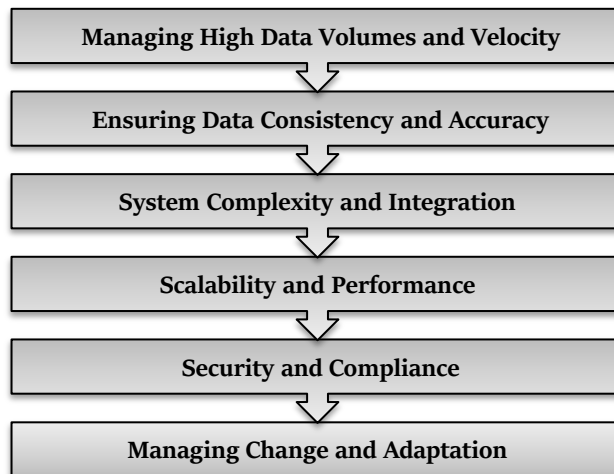 Managing High Data Volumes and Velocity
Ensuring Data Consistency and Accuracy
System Complexity and Integration
Scalability and Performance
Security and Compliance
Managing Change and Adaptation